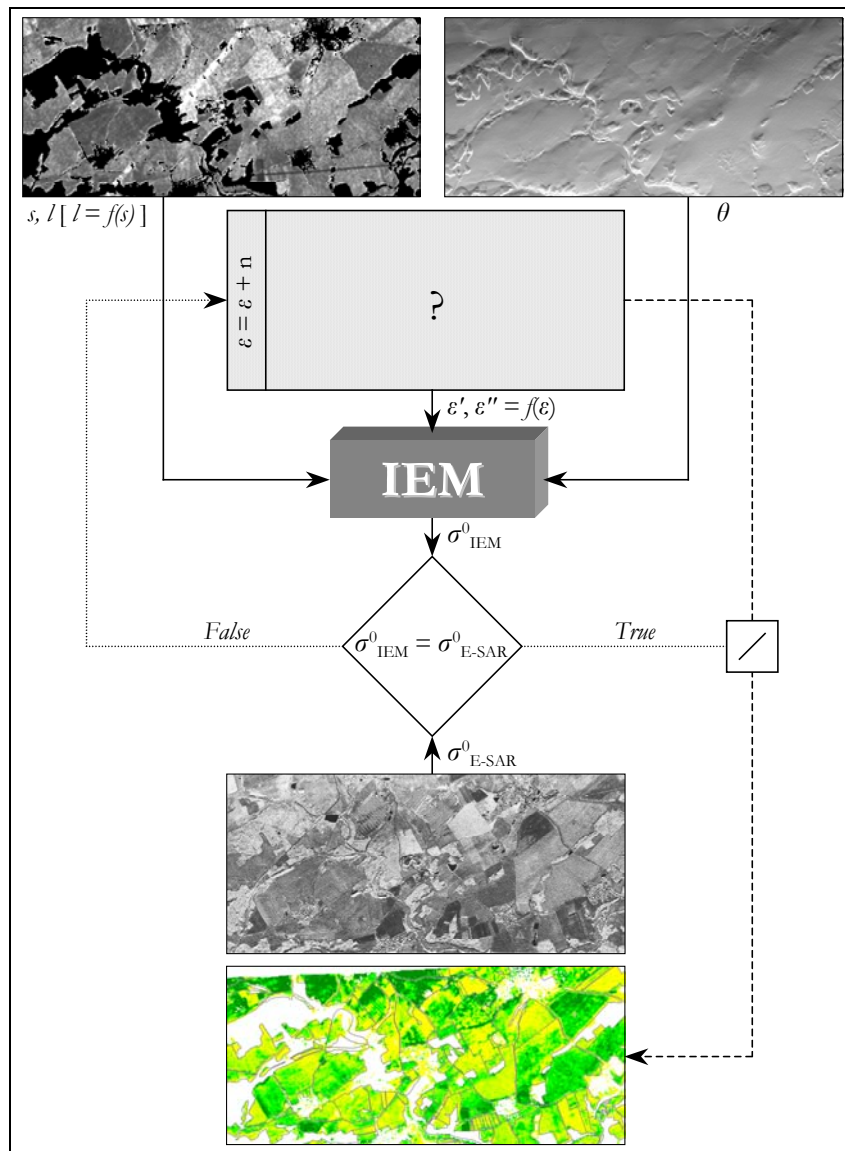 s, l [ l = f(s) ]
θ
ε = ε + n
?
ε', ε'' = f(ε)
IEM
σ⁰IEM
False
σ⁰IEM = σ⁰E-SAR
True
σ⁰E-SAR